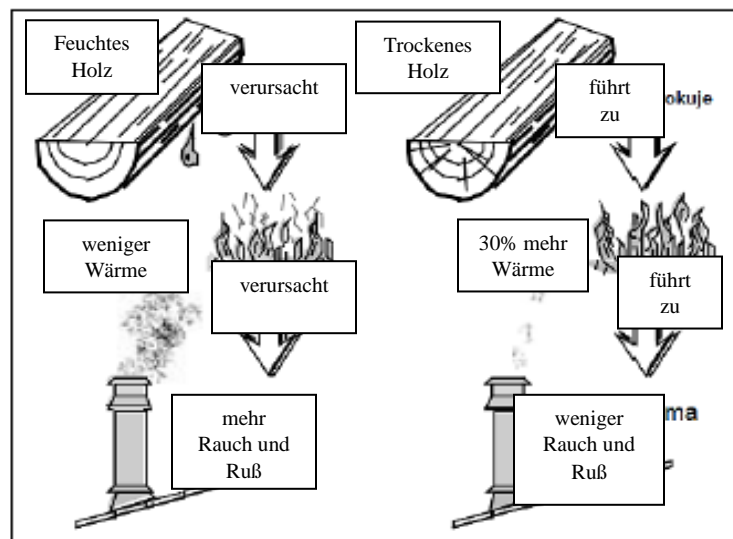 Feuchtes
Holz
verursacht
weniger
Wärme
verursacht
mehr
Rauch und
Ruß
Trockenes
Holz
führt
zu
okuje
30% mehr
Wärme
führt
zu
weniger
Rauch und
Ruß
ma